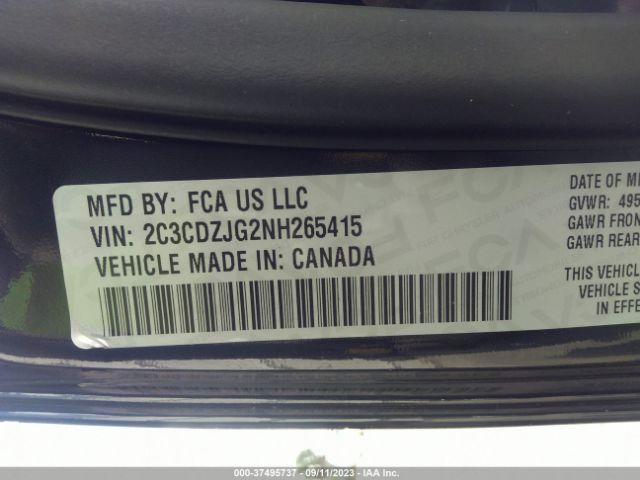 MFD BY: FCA US LLC
VIN: 2C3CDZJG2NH265415
VEHICLE MADE IN: CANADA
DATE OF M
GVWR: 495
GAWR FRON
GAWR REAR
THIS VEHICL
VEHICLE S
IN EFFE
000-37495737 - 09/11/2023 - IAA Inc.